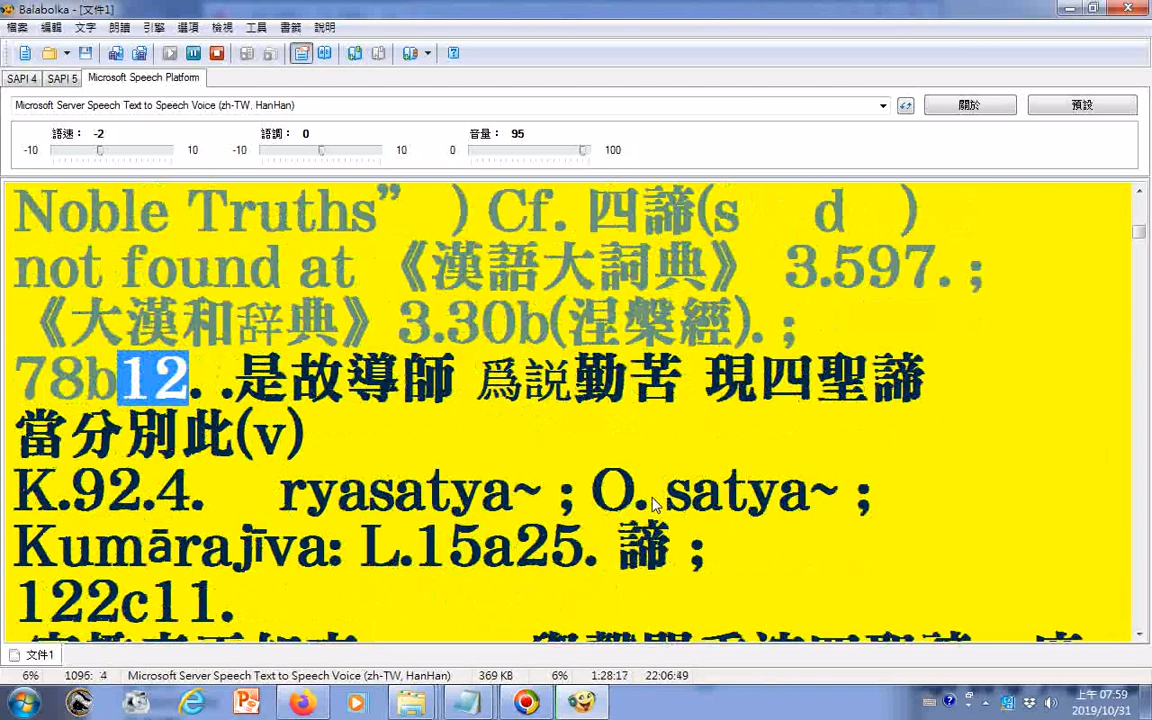 Balabolka - [文件1]
檔案 編輯 文字 朗讀 引擎 選項 檢視 工具 書籤 說明
SAPI 4 SAPI 5 Microsoft Speech Platform
Microsoft Server Speech Text to Speech Voice (zh-TW, HanHan) 關於 預設
語速： -2 語調： 0 音量： 95
-10 10 -10 10 0 100
Noble Truths” ) Cf. 四諦(s d )
not found at 《漢語大詞典》 3.597. ;
《大漢和辞典》3.30b(涅槃經). ;
78b12. .是故導師 爲説勤苦 現四聖諦
當分別此(v)
K.92.4. ryasatya~ ; O. satya~ ;
Kumārajīva: L.15a25. 諦 ;
122c11.
文件1
6% 1095: 4 Microsoft Server Speech Text to Speech Voice (zh-TW, HanHan) 369 KB 6% 1:28:17 22:06:49
上午 07:59
2019/10/31